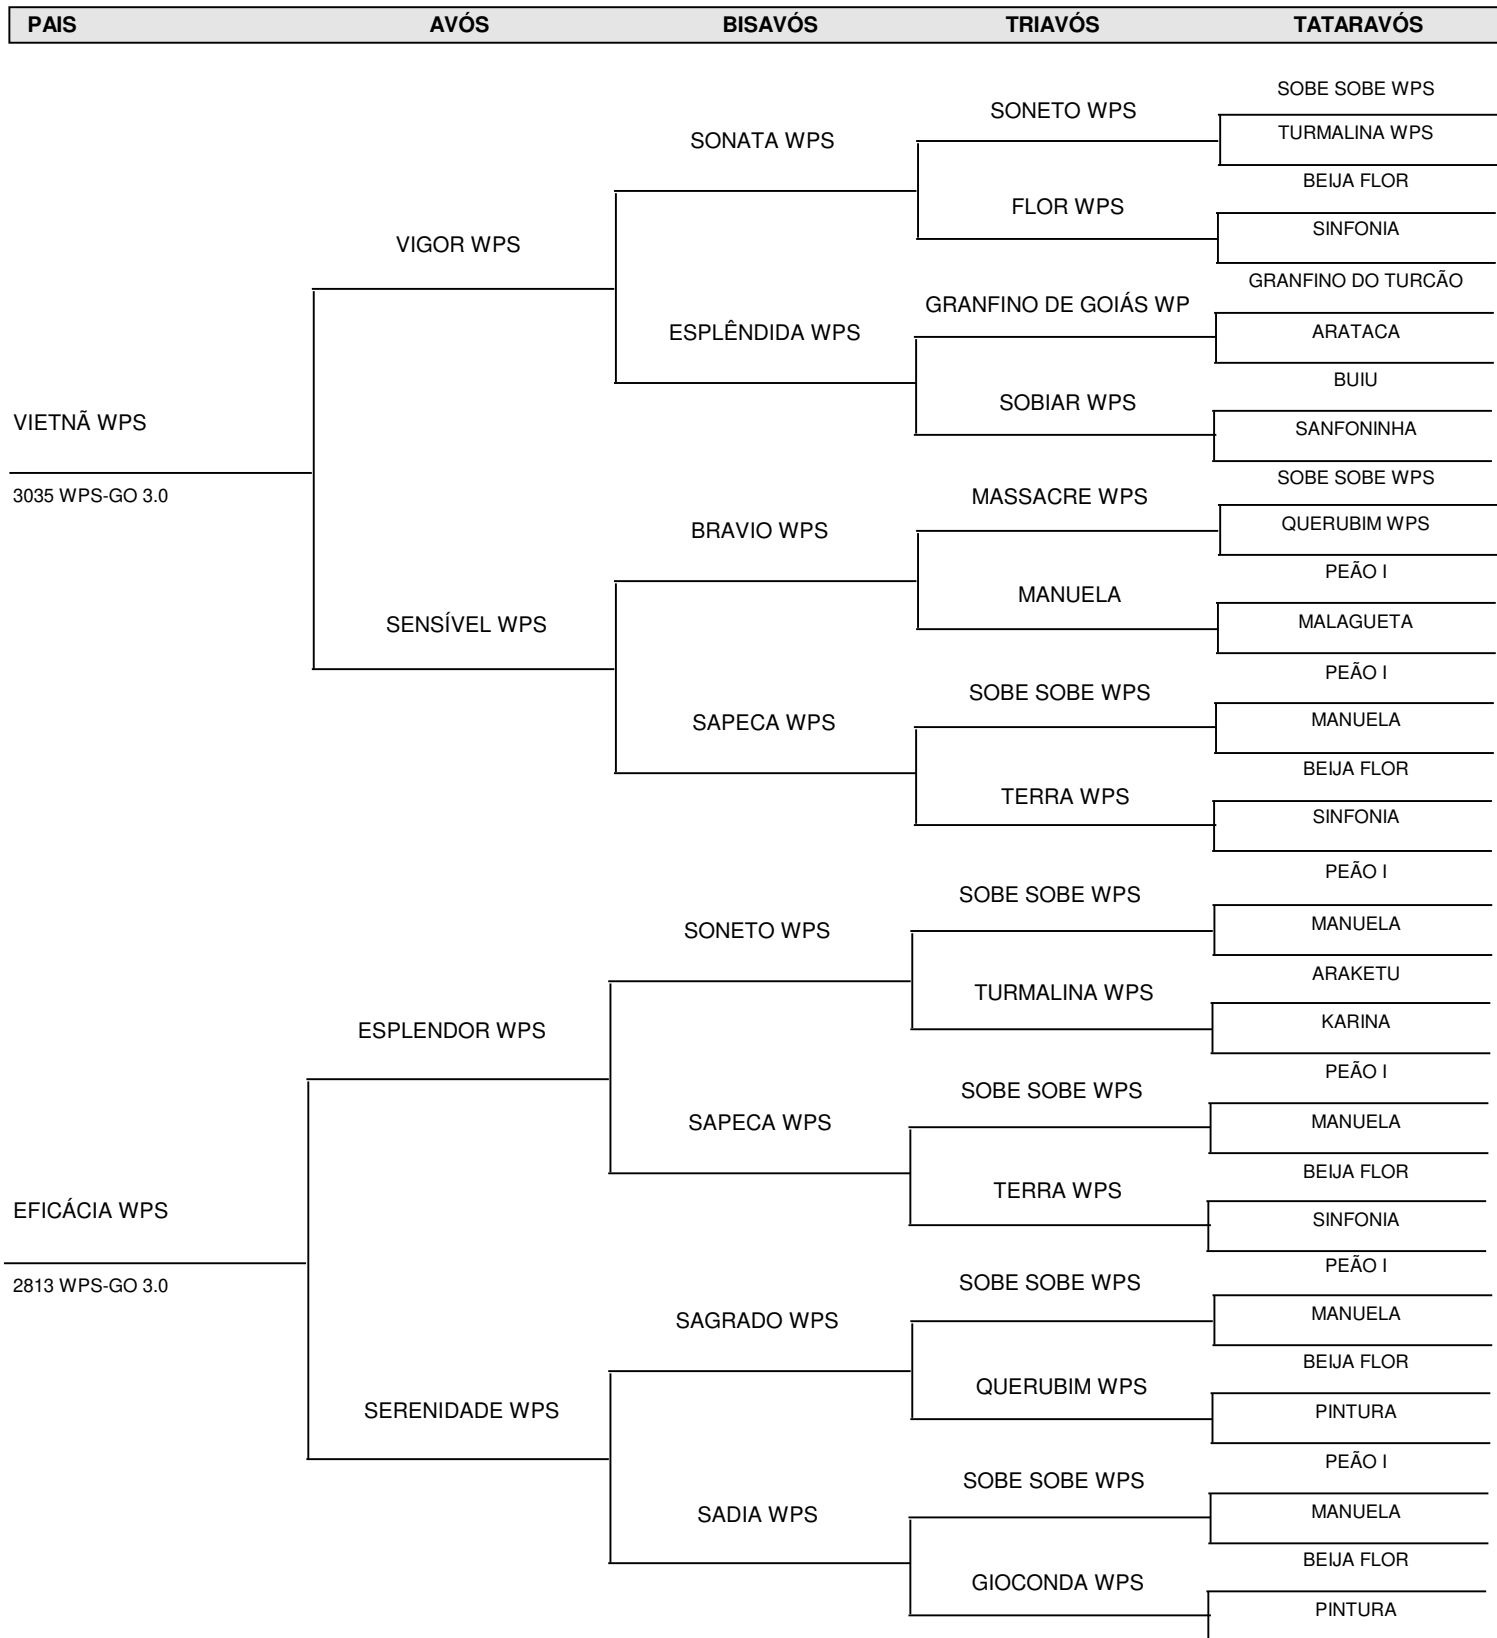 PAIS AVÓS BISAVÓS TRIAVÓS TATARAVÓS
SOBE SOBE WPS
SONETO WPS
TURMALINA WPS
SONATA WPS
BEIJA FLOR
FLOR WPS
SINFONIA
VIGOR WPS
GRANFINO DO TURCÃO
GRANFINO DE GOIÁS WP
ARATACA
ESPLÊNDIDA WPS
BUIU
SOBIAR WPS
SANFONINHA
VIETNÃ WPS
3035 WPS-GO 3.0
SOBE SOBE WPS
MASSACRE WPS
QUERUBIM WPS
BRAVIO WPS
PEÃO I
MANUELA
MALAGUETA
SENSÍVEL WPS
PEÃO I
SOBE SOBE WPS
MANUELA
SAPECA WPS
BEIJA FLOR
TERRA WPS
SINFONIA
PEÃO I
SOBE SOBE WPS
MANUELA
SONETO WPS
ARAKETU
TURMALINA WPS
KARINA
ESPLENDOR WPS
PEÃO I
SOBE SOBE WPS
MANUELA
SAPECA WPS
BEIJA FLOR
TERRA WPS
SINFONIA
EFICÁCIA WPS
2813 WPS-GO 3.0
PEÃO I
SOBE SOBE WPS
MANUELA
SAGRADO WPS
BEIJA FLOR
QUERUBIM WPS
PINTURA
SERENIDADE WPS
PEÃO I
SOBE SOBE WPS
MANUELA
SADIA WPS
BEIJA FLOR
GIOCONDA WPS
PINTURA